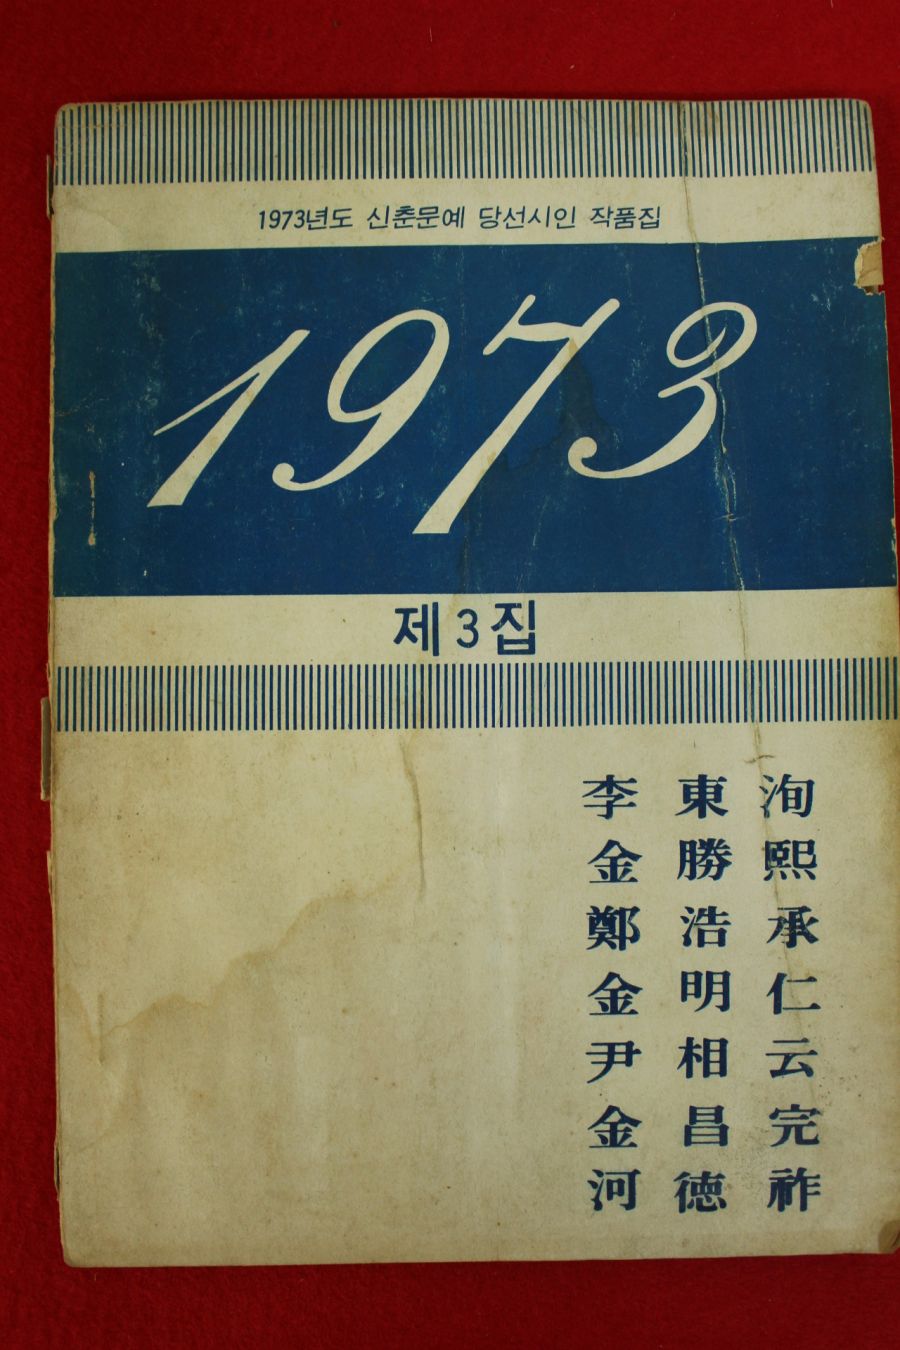 1973년도 신춘문예 당선시인 작품집
1973
제3집
李東洵
金勝熙
鄭浩承
金明仁
尹相云
金昌完
河徳祚